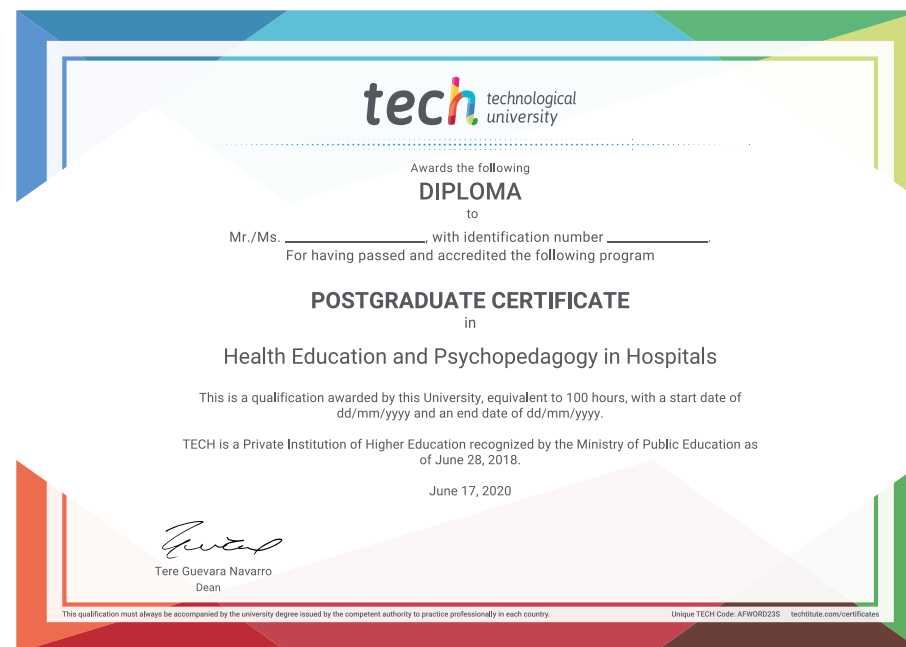 tech technological
university
Awards the following
DIPLOMA
to
Mr./Ms. ____________________, with identification number _______________.
For having passed and accredited the following program
POSTGRADUATE CERTIFICATE
in
Health Education and Psychopedagogy in Hospitals
This is a qualification awarded by this University, equivalent to 100 hours, with a start date of
dd/mm/yyyy and an end date of dd/mm/yyyy.
TECH is a Private Institution of Higher Education recognized by the Ministry of Public Education as
of June 28, 2018.
June 17, 2020
Tere Guevara Navarro
Dean
This qualification must always be accompanied by the university degree issued by the competent authority to practice professionally in each country.
Unique TECH Code: AFWORD23S techtitute.com/certificates